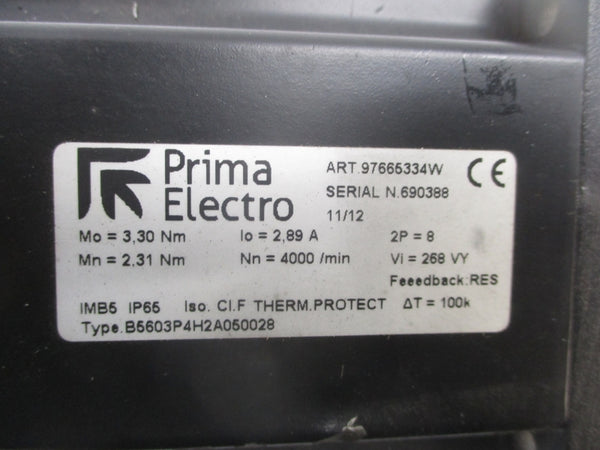 Prima
Electro
ART.97665334W
SERIAL N.690388
11/12
CE
Mo = 3,30 Nm Io = 2,89 A 2P = 8
Mn = 2,31 Nm Nn = 4000 /min Vi = 268 VY
Feeedback:RES
IMB5 IP65 Iso. Cl.F THERM.PROTECT ΔT = 100k
Type.B5603P4H2A050028